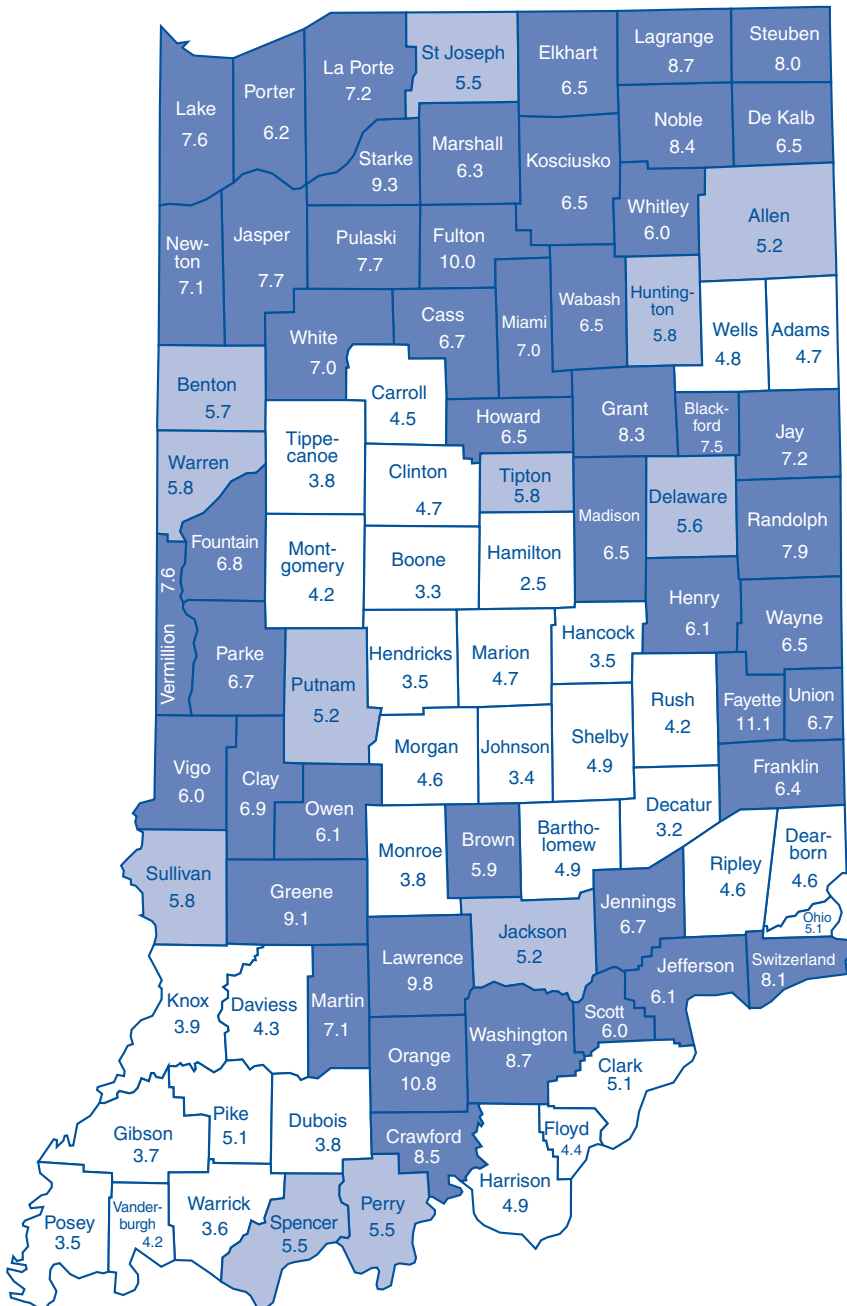 St Joseph
5.5
Elkhart
6.5
Lagrange
8.7
Steuben
8.0
La Porte
7.2
Porter
6.2
Lake
7.6
Noble
8.4
De Kalb
6.5
Starke
9.3
Marshall
6.3
Kosciusko
6.5
Whitley
6.0
Allen
5.2
New-
ton
7.1
Jasper
7.7
Pulaski
7.7
Fulton
10.0
White
7.0
Cass
6.7
Miami
7.0
Wabash
6.5
Hunting-
ton
5.8
Wells
4.8
Adams
4.7
Benton
5.7
Carroll
4.5
Howard
6.5
Grant
8.3
Black-
ford
7.5
Jay
7.2
Warren
5.8
Tippe-
canoe
3.8
Clinton
4.7
Tipton
5.8
Madison
6.5
Delaware
5.6
Randolph
7.9
Fountain
6.8
Mont-
gomery
4.2
Boone
3.3
Hamilton
2.5
Henry
6.1
Wayne
6.5
Vermillion
7.6
Parke
6.7
Putnam
5.2
Hendricks
3.5
Marion
4.7
Hancock
3.5
Rush
4.2
Fayette
11.1
Union
6.7
Vigo
6.0
Clay
6.9
Owen
6.1
Morgan
4.6
Johnson
3.4
Shelby
4.9
Decatur
3.2
Franklin
6.4
Sullivan
5.8
Greene
9.1
Monroe
3.8
Brown
5.9
Bartho-
lomew
4.9
Jennings
6.7
Ripley
4.6
Dear-
born
4.6
Ohio
5.1
Knox
3.9
Daviess
4.3
Martin
7.1
Lawrence
9.8
Jackson
5.2
Jefferson
6.1
Switzerland
8.1
Orange
10.8
Washington
8.7
Scott
6.0
Clark
5.1
Gibson
3.7
Pike
5.1
Dubois
3.8
Crawford
8.5
Harrison
4.9
Floyd
4.4
Posey
3.5
Vander-
burgh
4.2
Warrick
3.6
Spencer
5.5
Perry
5.5